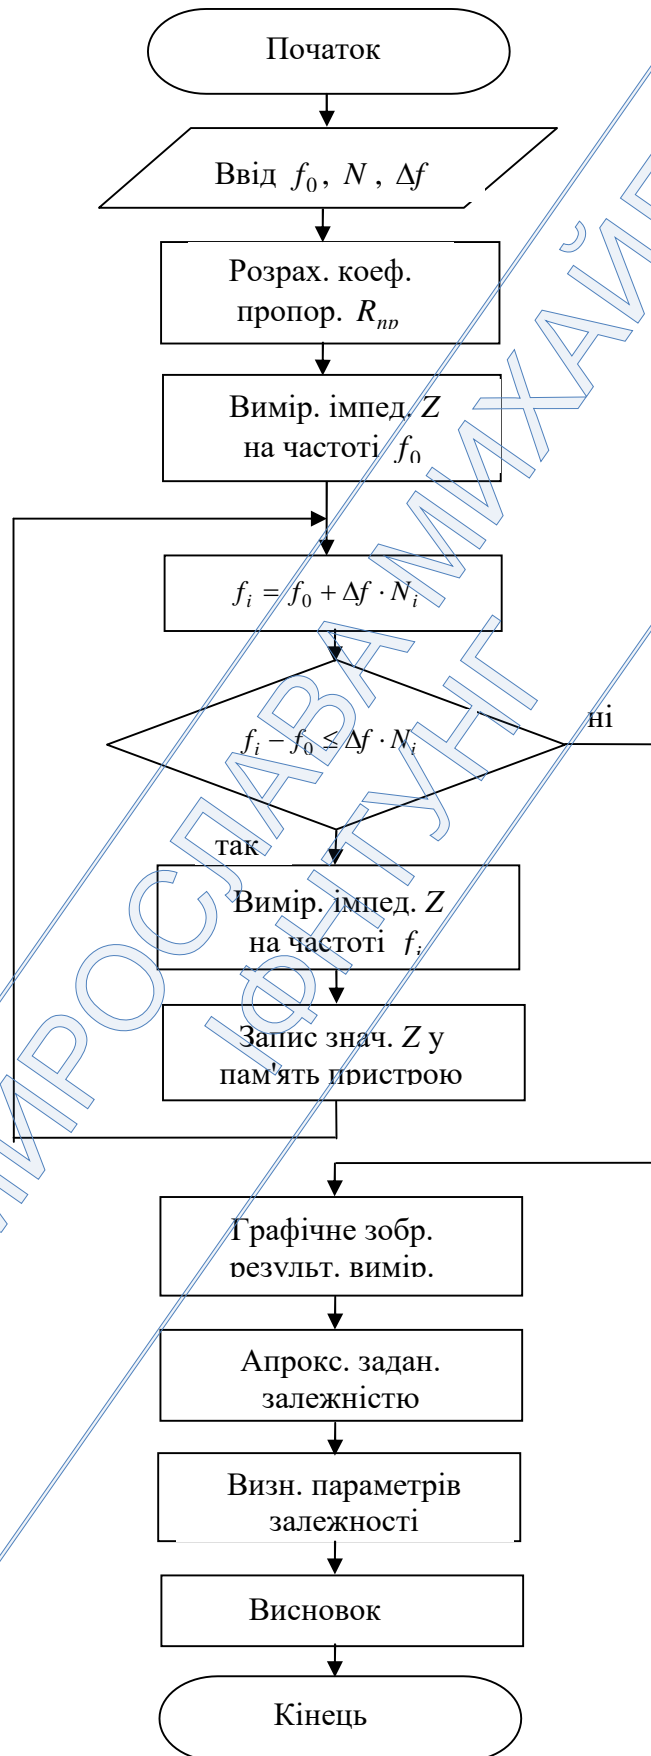 Початок
Ввід f₀, N, Δf
Розрах. коеф.
пропор. Rпр
Вимір. імпед. Z
на частоті f₀
fᵢ = f₀ + Δf · Nᵢ
fᵢ − f₀ ≤ Δf · Nᵢ
ні
так
Вимір. імпед. Z
на частоті fᵢ
Запис знач. Z у
пам'ять пристрою
Графічне зобр.
результ. вимір.
Апрокс. задан.
залежністю
Визн. параметрів
залежності
Висновок
Кінець
МИРОСЛАВА
ІФНТУНГ